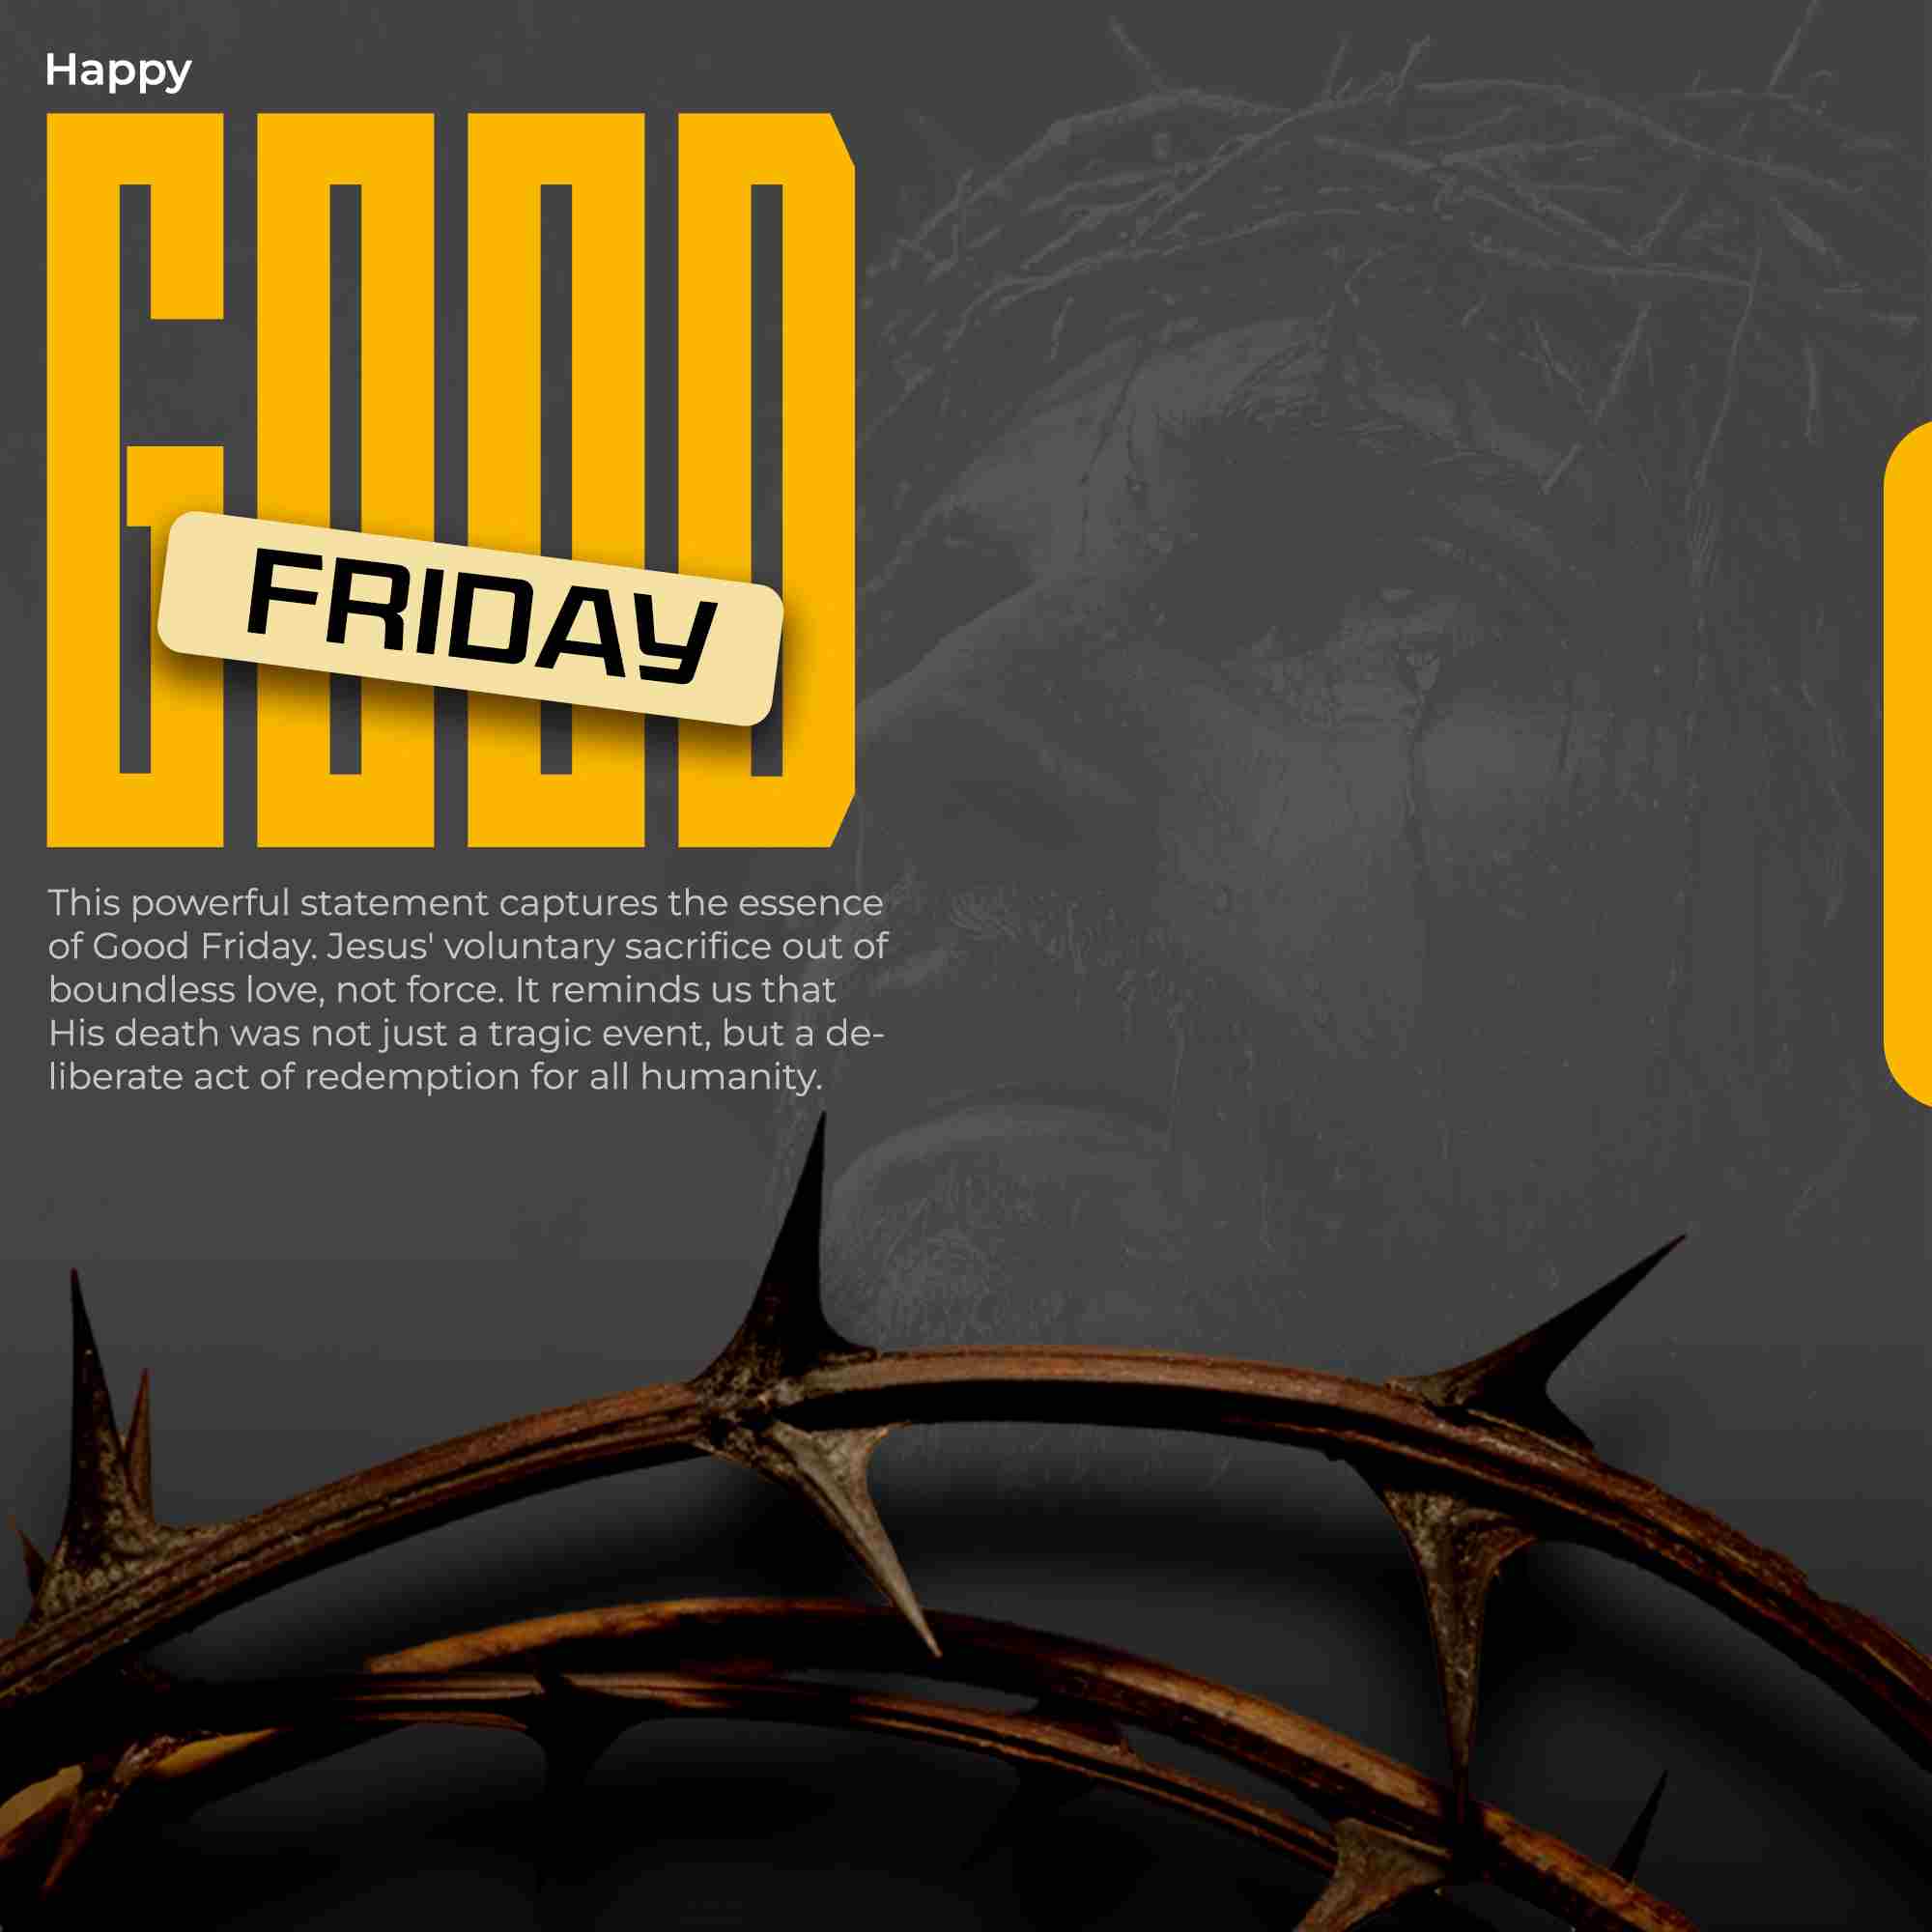 Happy
GOOD
FRIDAY
This powerful statement captures the essence
of Good Friday. Jesus' voluntary sacrifice out of
boundless love, not force. It reminds us that
His death was not just a tragic event, but a de-
liberate act of redemption for all humanity.